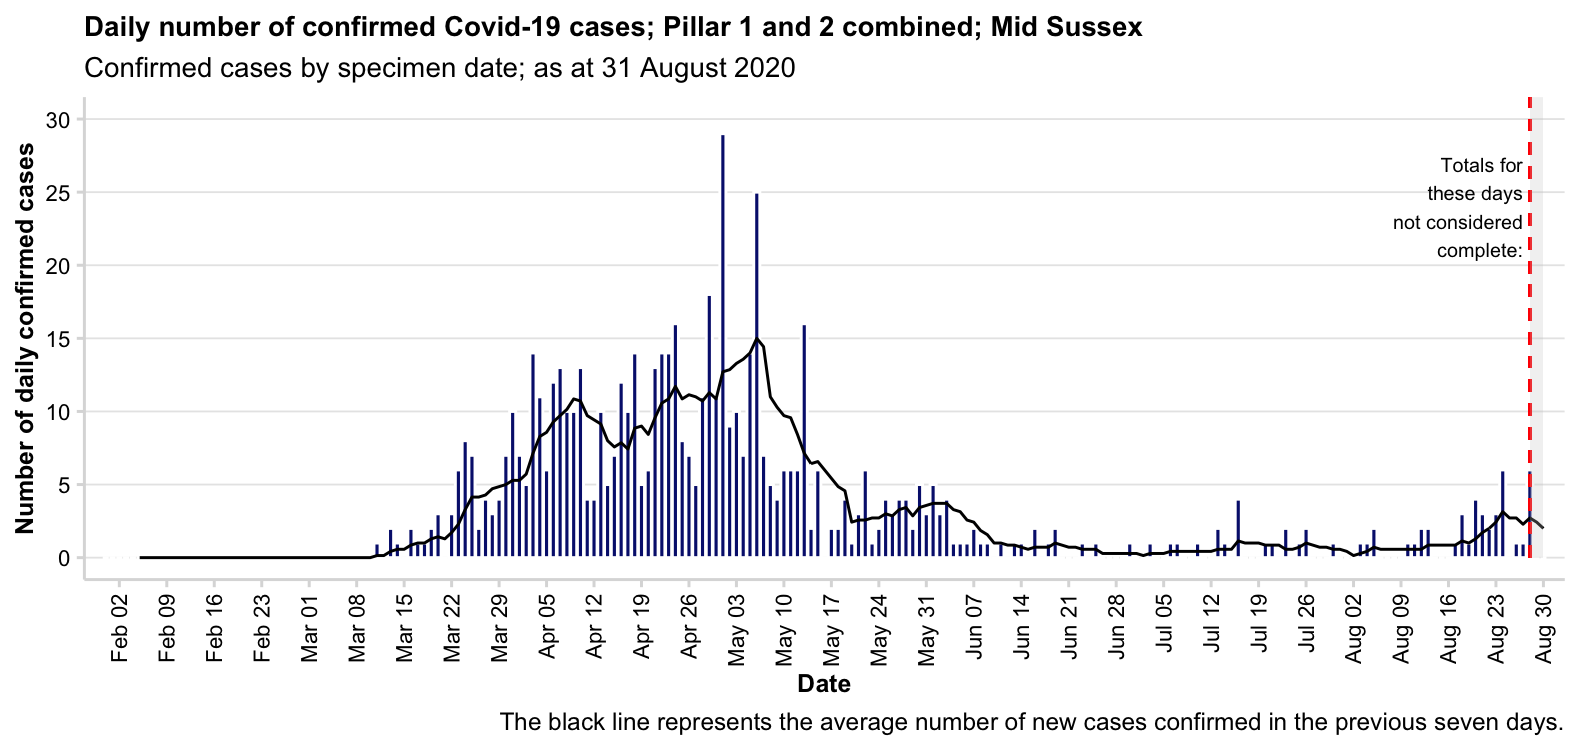 Daily number of confirmed Covid-19 cases; Pillar 1 and 2 combined; Mid Sussex
Confirmed cases by specimen date; as at 31 August 2020
Number of daily confirmed cases
30
25
20
15
10
5
0
Totals for
these days
not considered
complete:
Feb 02
Feb 09
Feb 16
Feb 23
Mar 01
Mar 08
Mar 15
Mar 22
Mar 29
Apr 05
Apr 12
Apr 19
Apr 26
May 03
May 10
May 17
May 24
May 31
Jun 07
Jun 14
Jun 21
Jun 28
Jul 05
Jul 12
Jul 19
Jul 26
Aug 02
Aug 09
Aug 16
Aug 23
Aug 30
Date
The black line represents the average number of new cases confirmed in the previous seven days.